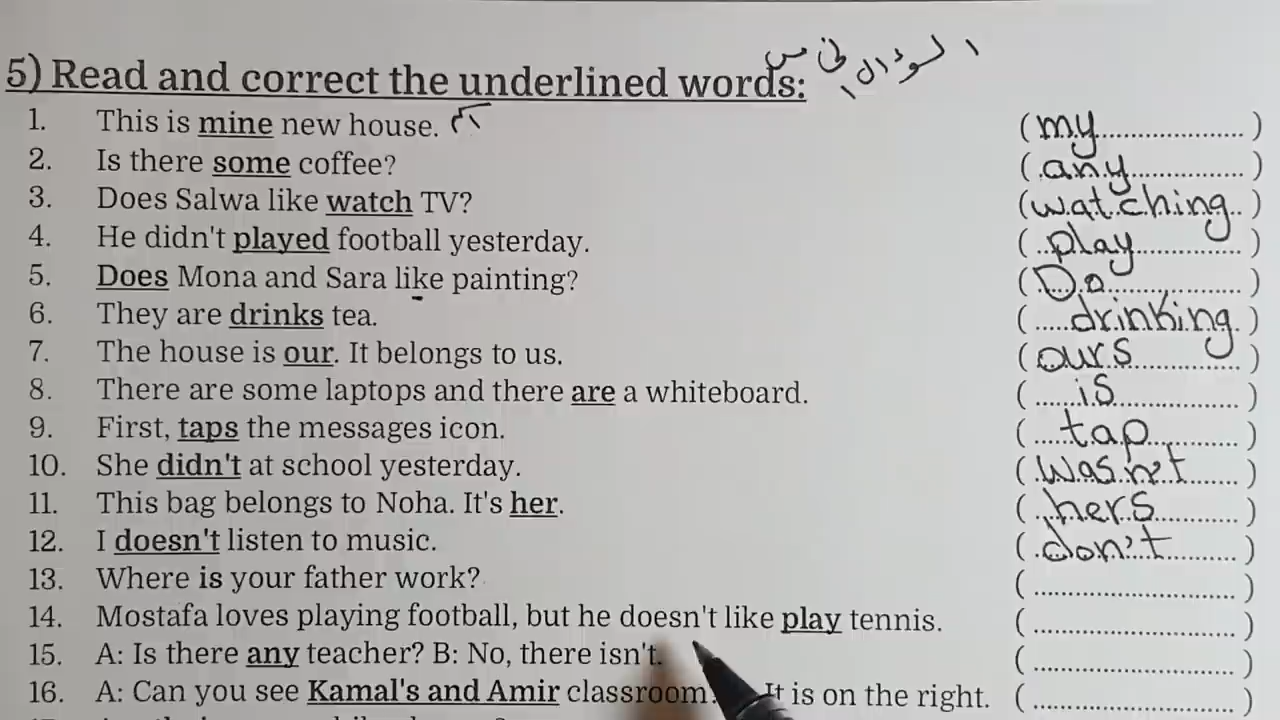 السؤال الخامس
5) Read and correct the underlined words:
1. This is mine new house. (my....................)
2. Is there some coffee? (.any................)
3. Does Salwa like watch TV? (watching..)
4. He didn't played football yesterday. (..play...............)
5. Does Mona and Sara like painting? (Do....................)
6. They are drinks tea. (.....drinking.)
7. The house is our. It belongs to us. (ours................)
8. There are some laptops and there are a whiteboard. (......is..................)
9. First, taps the messages icon. (.....tap..............)
10. She didn't at school yesterday. (.wasn't........)
11. This bag belongs to Noha. It's her. (..hers............)
12. I doesn't listen to music. (.don't..........)
13. Where is your father work? (..............................)
14. Mostafa loves playing football, but he doesn't like play tennis. (..............................)
15. A: Is there any teacher? B: No, there isn't. (..............................)
16. A: Can you see Kamal's and Amir classroom? It is on the right. (..............................)